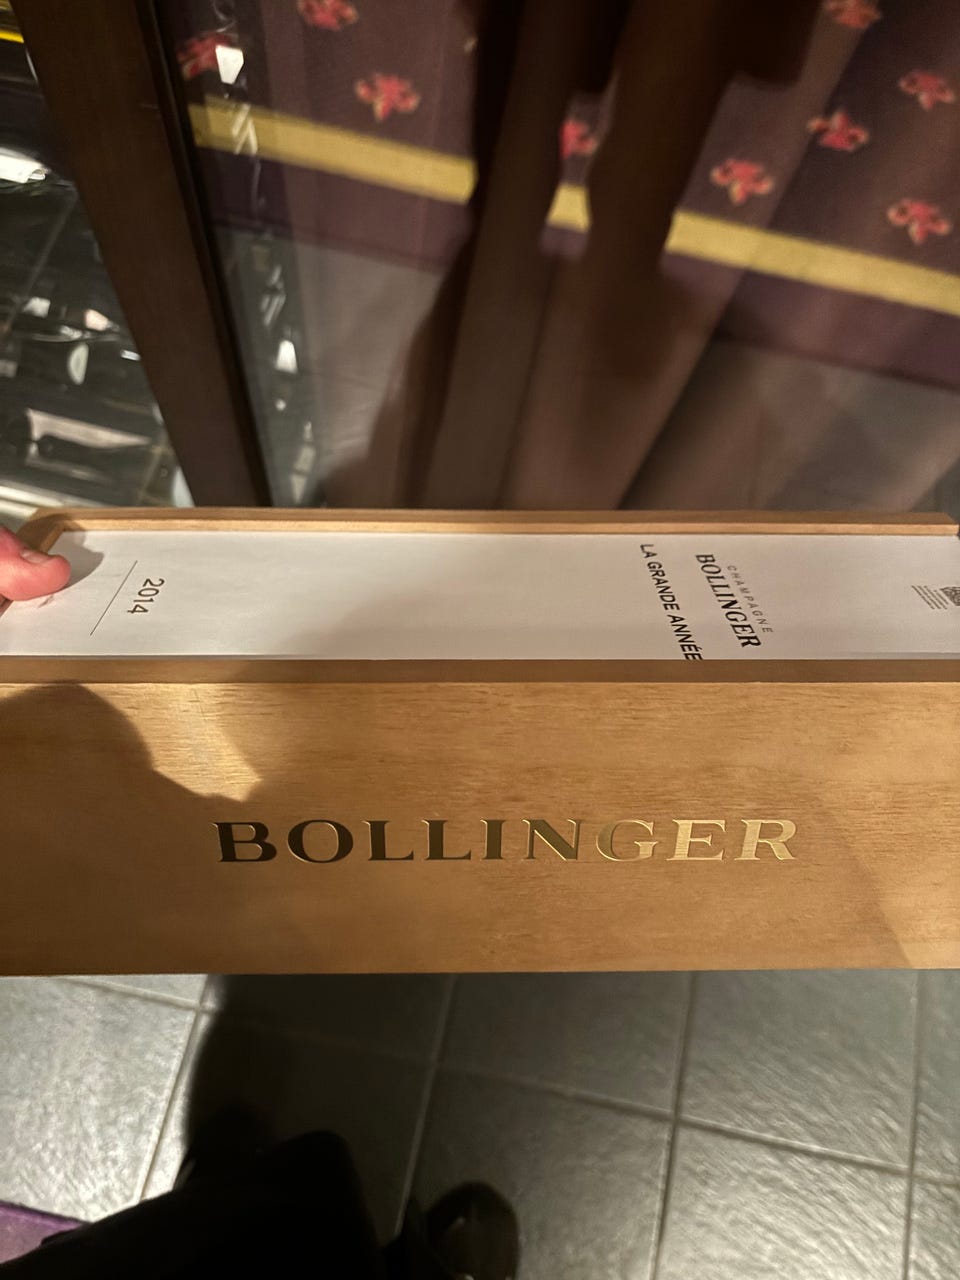 CHAMPAGNE
BOLLINGER
LA GRANDE ANNÉE
2014
BOLLINGER